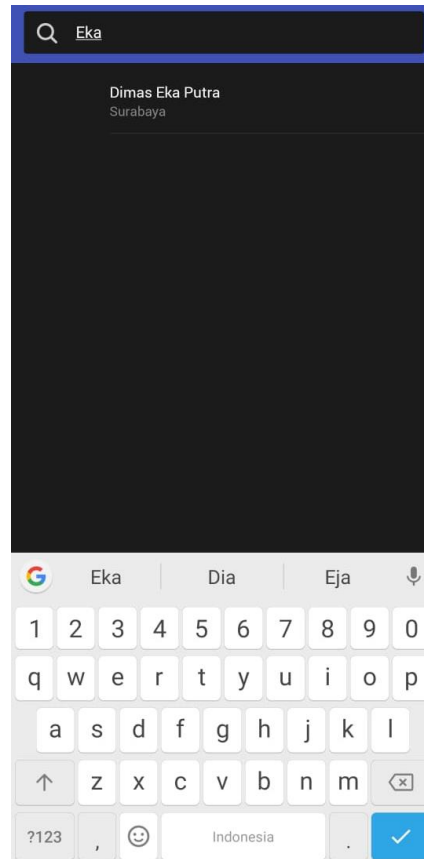 Eka
Dimas Eka Putra
Surabaya
Eka Dia Eja
1 2 3 4 5 6 7 8 9 0
q w e r t y u i o p
a s d f g h j k l
z x c v b n m
?123 , Indonesia .